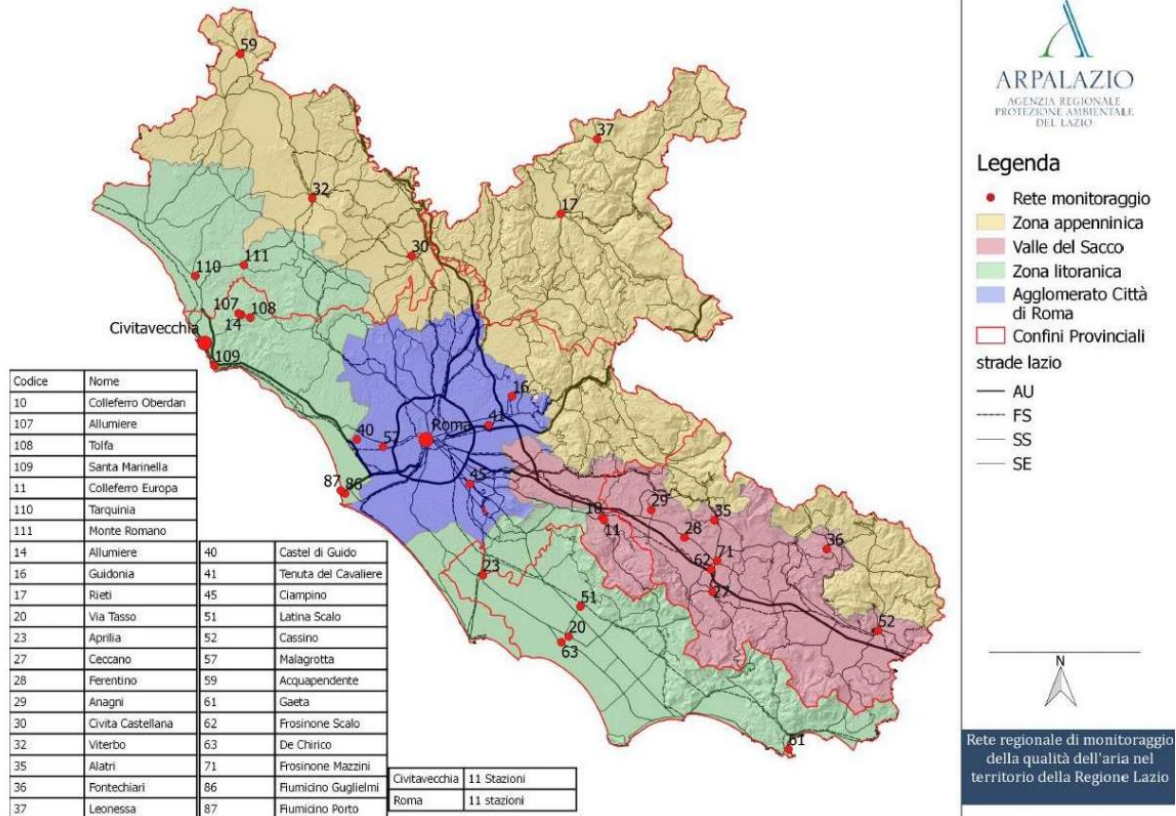 59
37
32
17
30
111
110
107
108
14
Civitavecchia
109
16
41
Roma
40
57
45
87
86
29
35
10
11
28
36
71
62
27
23
51
52
20
63
61
Codice Nome
10 Colleferro Oberdan
107 Allumiere
108 Tolfa
109 Santa Marinella
11 Colleferro Europa
110 Tarquinia
111 Monte Romano
14 Allumiere 40 Castel di Guido
16 Guidonia 41 Tenuta del Cavaliere
17 Rieti 45 Ciampino
20 Via Tasso 51 Latina Scalo
23 Aprilia 52 Cassino
27 Ceccano 57 Malagrotta
28 Ferentino 59 Acquapendente
29 Anagni 61 Gaeta
30 Civita Castellana 62 Frosinone Scalo
32 Viterbo 63 De Chirico
35 Alatri 71 Frosinone Mazzini
36 Fontechiari 86 Fiumicino Guglielmi
37 Leonessa 87 Fiumicino Porto
Civitavecchia 11 Stazioni
Roma 11 stazioni
ARPALAZIO
AGENZIA REGIONALE
PROTEZIONE AMBIENTALE
DEL LAZIO
Legenda
Rete monitoraggio
Zona appenninica
Valle del Sacco
Zona litoranica
Agglomerato Città
di Roma
Confini Provinciali
strade lazio
AU
FS
SS
SE
N
Rete regionale di monitoraggio
della qualità dell'aria nel
territorio della Regione Lazio